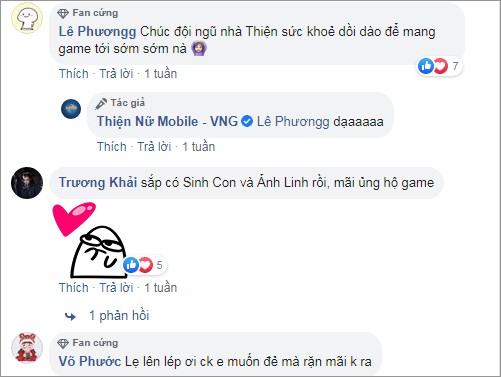 Fan cứng
Lê Phươngg Chúc đội ngũ nhà Thiện sức khoẻ dồi dào để mang
game tới sớm sớm nà 🙆‍♀️
7
Thích · Trả lời · 1 tuần
Tác giả
Thiện Nữ Mobile - VNG Lê Phươngg dạaaaaa
Thích · Trả lời · 1 tuần
Trương Khải sắp có Sinh Con và Ảnh Linh rồi, mãi ủng hộ game
5
Thích · Trả lời · 1 tuần
1 phản hồi
Fan cứng
Võ Phước Lẹ lên lép ơi ck e muốn đẻ mà rặn mãi k ra